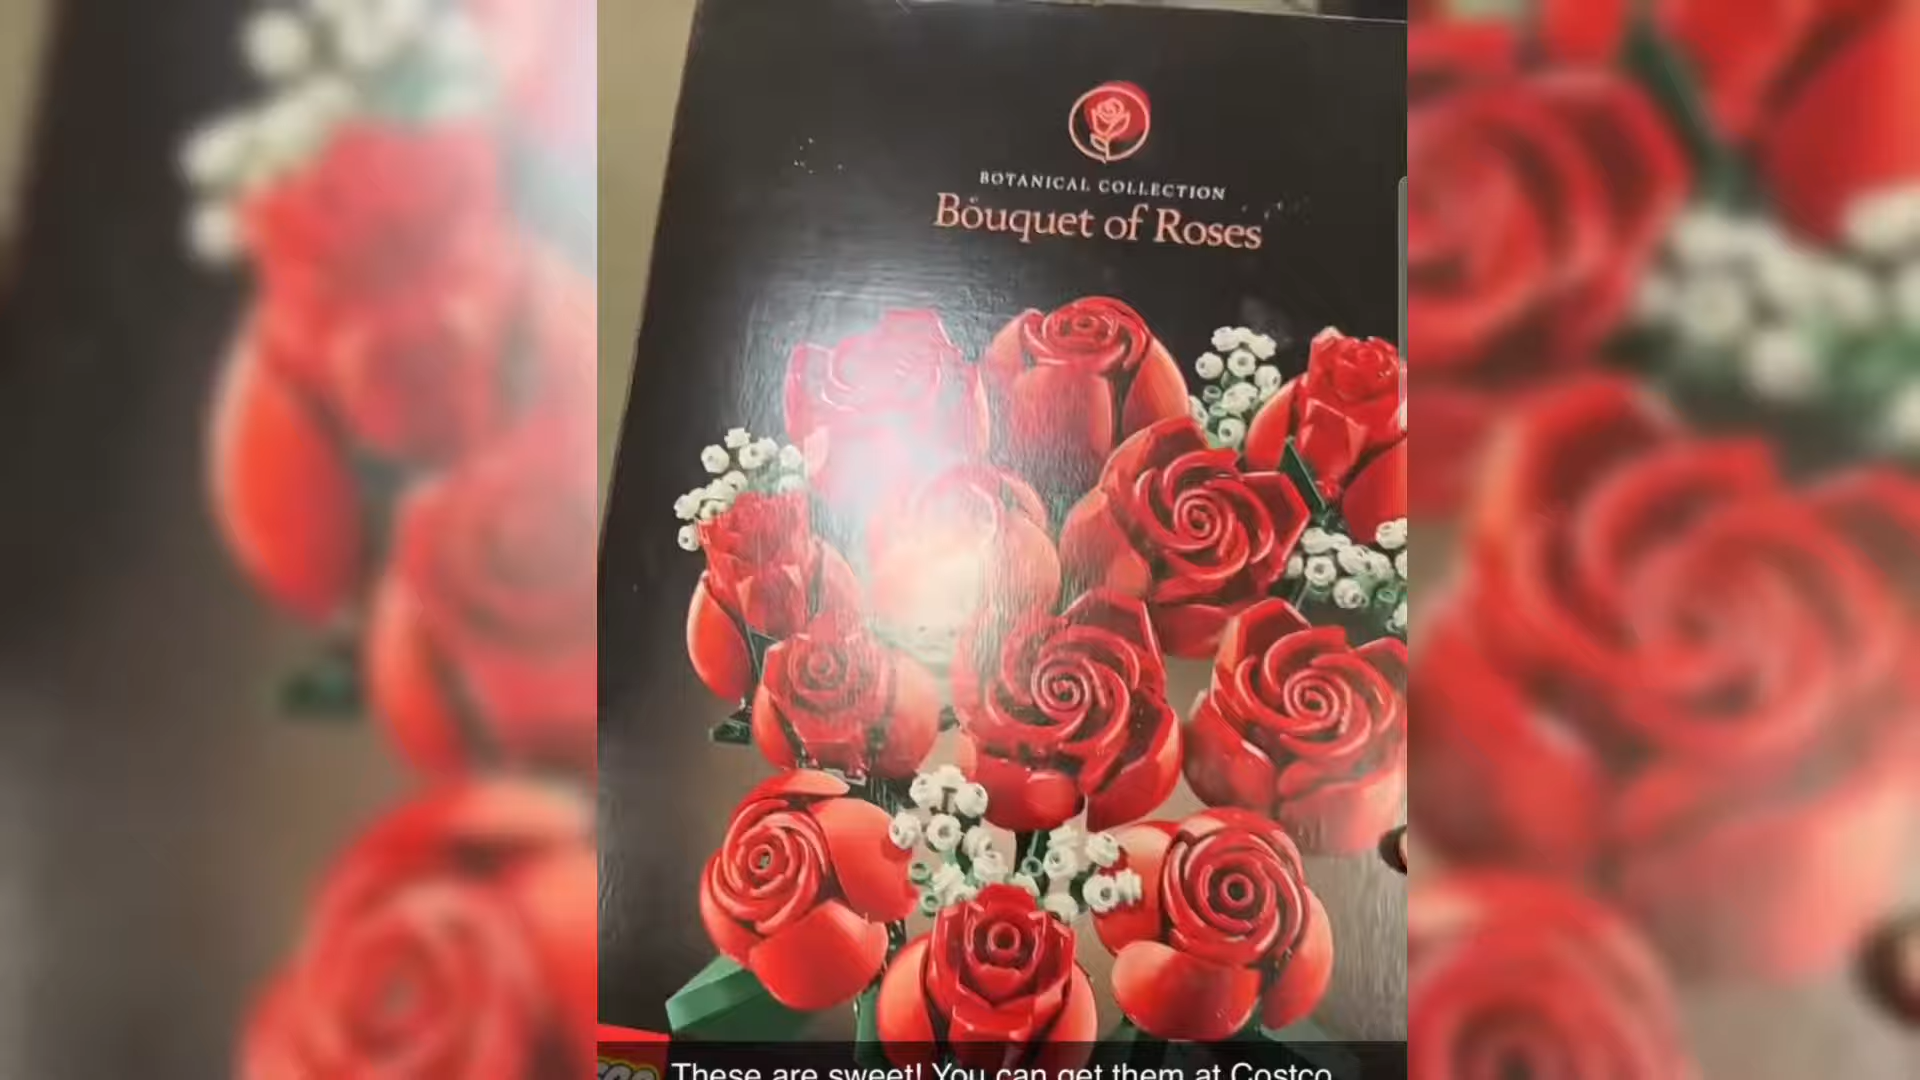 BOTANICAL COLLECTION
Bouquet of Roses
These are sweet! You can get them at Costco